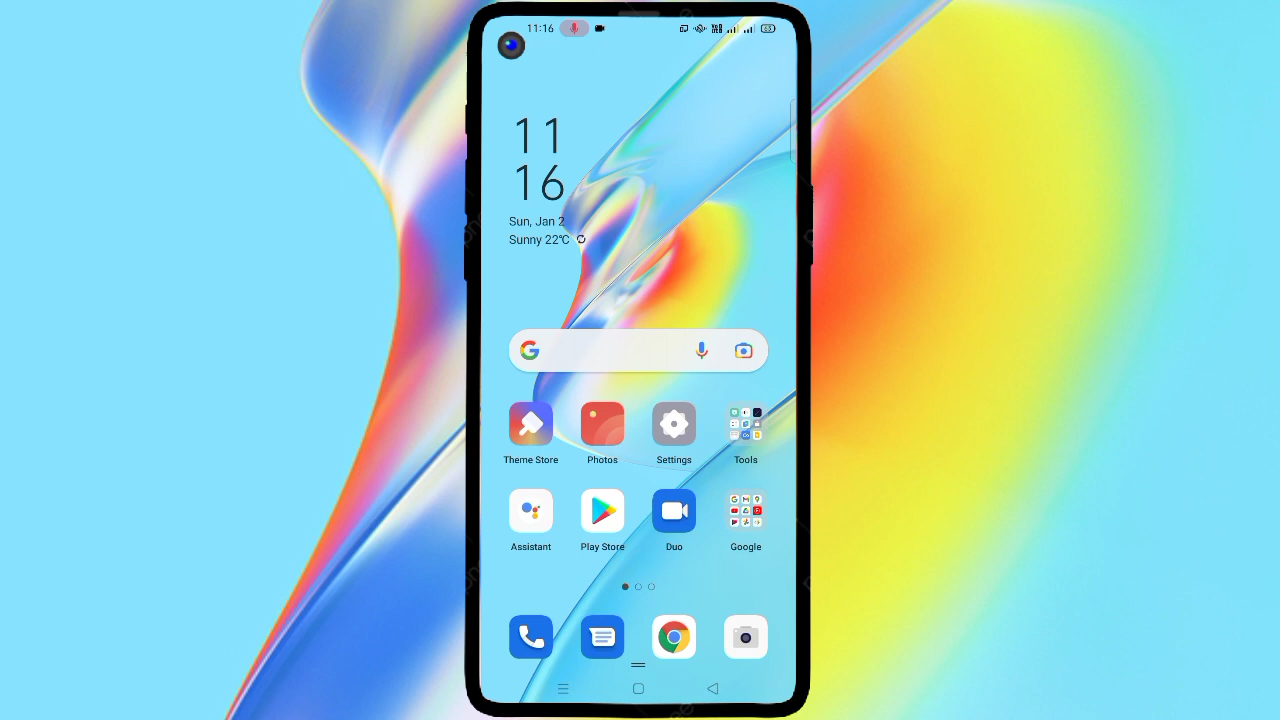 11:16
11
16
Sun, Jan 2
Sunny 22℃
Theme Store Photos Settings Tools
Assistant Play Store Duo Google